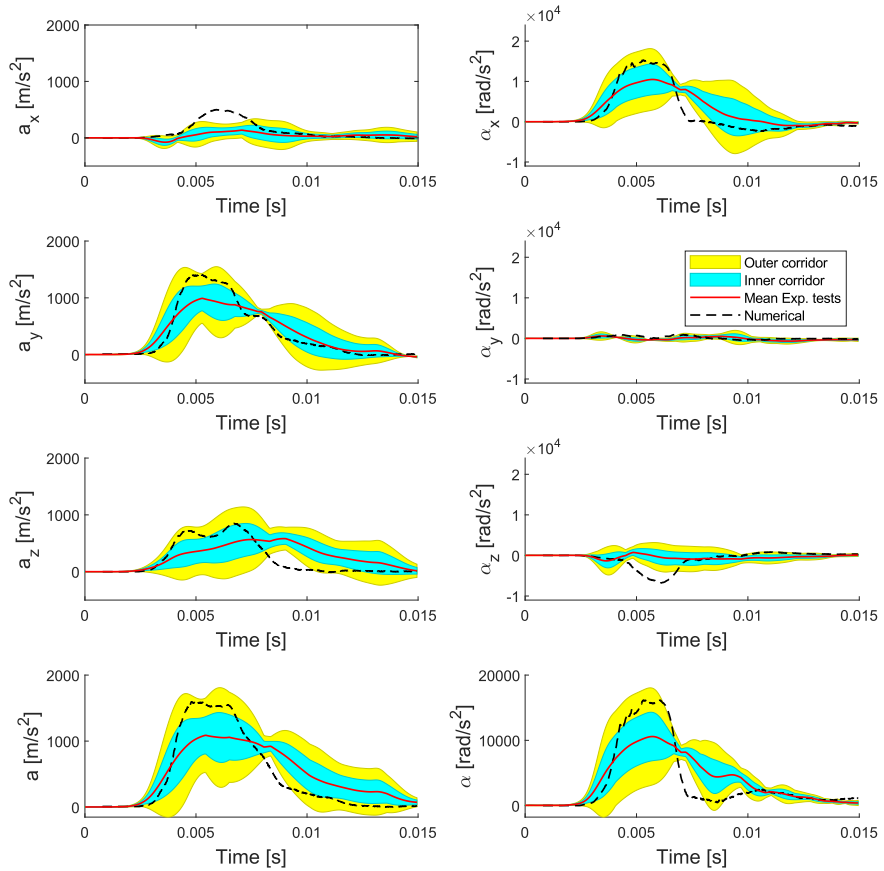 2000
1000
0
a_x [m/s^2]
0 0.005 0.01 0.015
Time [s]
×10^4
2
1
0
-1
α_x [rad/s^2]
0 0.005 0.01 0.015
Time [s]
2000
1000
0
a_y [m/s^2]
0 0.005 0.01 0.015
Time [s]
×10^4
2
1
0
-1
α_y [rad/s^2]
Outer corridor
Inner corridor
Mean Exp. tests
Numerical
0 0.005 0.01 0.015
Time [s]
2000
1000
0
a_z [m/s^2]
0 0.005 0.01 0.015
Time [s]
×10^4
2
1
0
-1
α_z [rad/s^2]
0 0.005 0.01 0.015
Time [s]
2000
1000
0
a [m/s^2]
0 0.005 0.01 0.015
Time [s]
20000
10000
0
α [rad/s^2]
0 0.005 0.01 0.015
Time [s]